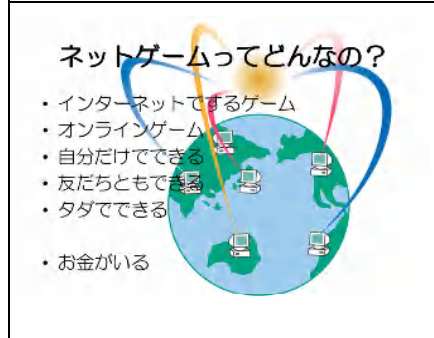 ネットゲームってどんなの?
・インターネットでするゲーム
・オンラインゲーム
・自分だけでできる
・友だちともできる
・タダでできる
・お金がいる